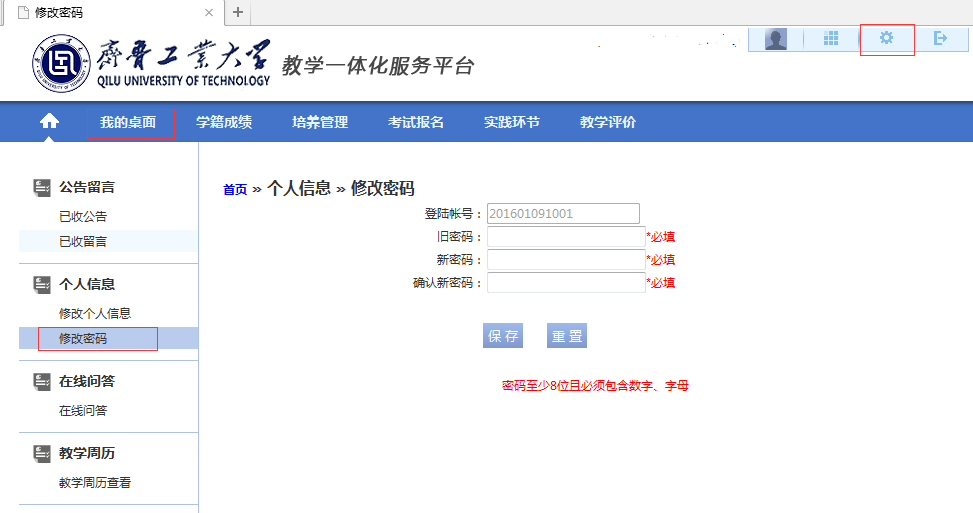 修改密码
齊魯工業大学
QILU UNIVERSITY OF TECHNOLOGY
教学一体化服务平台
我的桌面 学籍成绩 培养管理 考试报名 实践环节 教学评价
公告留言
已收公告
已收留言
个人信息
修改个人信息
修改密码
在线问答
在线问答
教学周历
教学周历查看
首页 » 个人信息 » 修改密码
登陆帐号： 201601091001
旧密码： *必填
新密码： *必填
确认新密码： *必填
保 存 重 置
密码至少8位且必须包含数字、字母